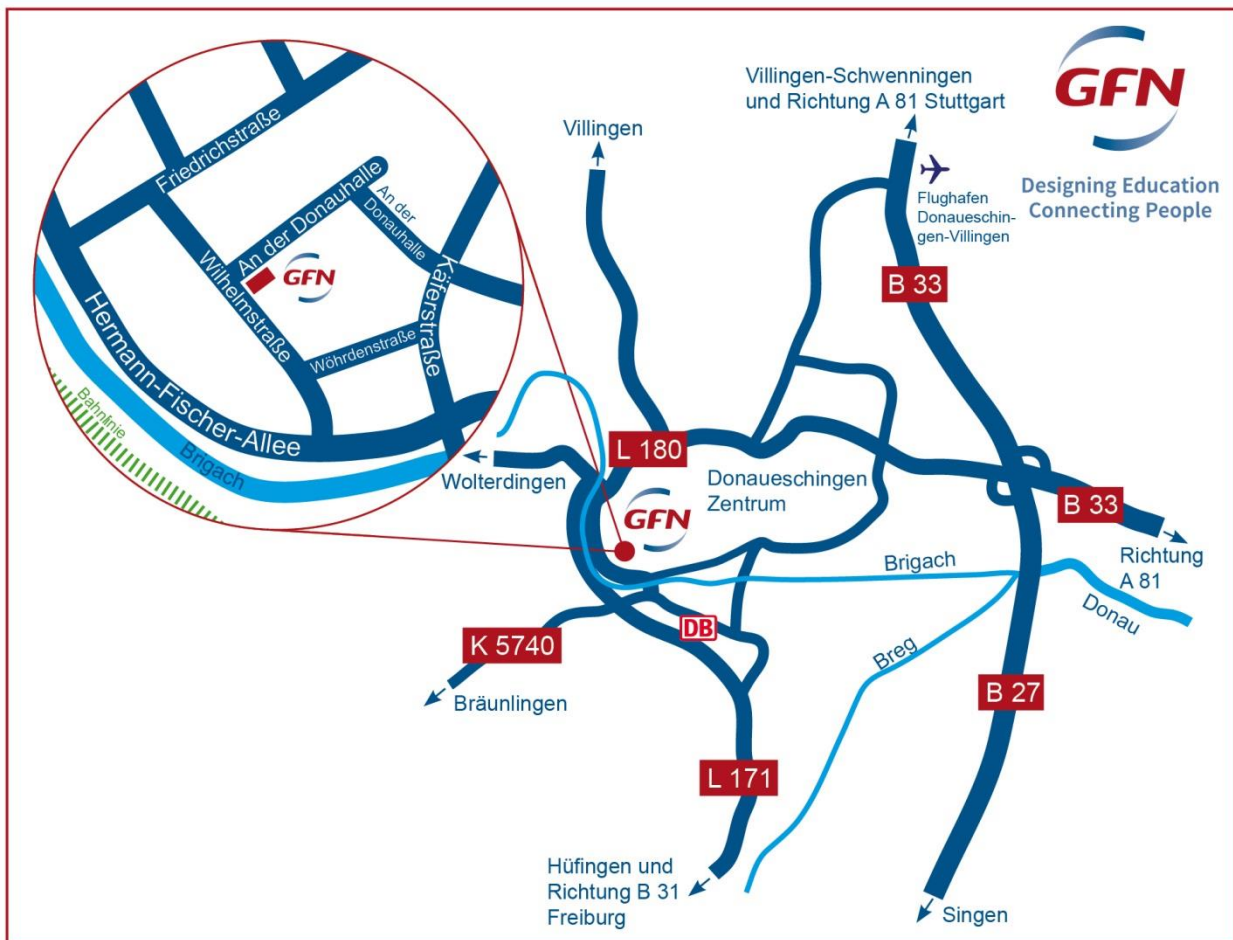 Villingen-Schwenningen
und Richtung A 81 Stuttgart
GFN
Designing Education
Connecting People
Villingen
Flughafen
Donaueschin-
gen-Villingen
B 33
Friedrichstraße
An der Donauhalle
An der
Donauhalle
GFN
Wilhelmstraße
Käferstraße
Wöhrdenstraße
Hermann-Fischer-Allee
Bahnlinie
Brigach
Wolterdingen
L 180
Donaueschingen
Zentrum
GFN
B 33
Richtung
A 81
Brigach
Donau
DB
Breg
K 5740
Bräunlingen
B 27
L 171
Hüfingen und
Richtung B 31
Freiburg
Singen